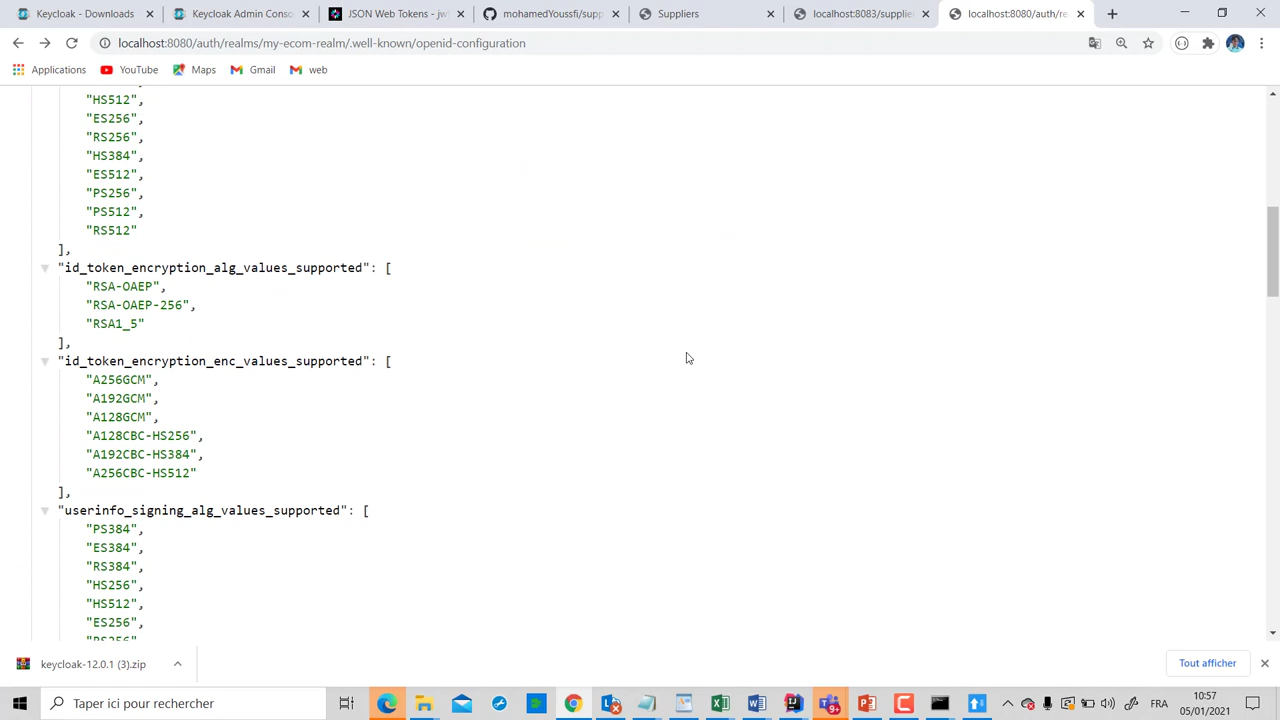 Keycloak - Downloads
Keycloak Admin Conso
JSON Web Tokens - jw
mohamedYoussfi/supp
Suppliers
localhost:8083/supplie
localhost:8080/auth/re
localhost:8080/auth/realms/my-ecom-realm/.well-known/openid-configuration
Applications
YouTube
Maps
Gmail
web
"HS512",
"ES256",
"RS256",
"HS384",
"ES512",
"PS256",
"PS512",
"RS512"
],
"id_token_encryption_alg_values_supported": [
"RSA-OAEP",
"RSA-OAEP-256",
"RSA1_5"
],
"id_token_encryption_enc_values_supported": [
"A256GCM",
"A192GCM",
"A128GCM",
"A128CBC-HS256",
"A192CBC-HS384",
"A256CBC-HS512"
],
"userinfo_signing_alg_values_supported": [
"PS384",
"ES384",
"RS384",
"HS256",
"HS512",
"ES256",
"RS256"
keycloak-12.0.1 (3).zip
Tout afficher
Taper ici pour rechercher
9+
FRA
10:57
05/01/2021